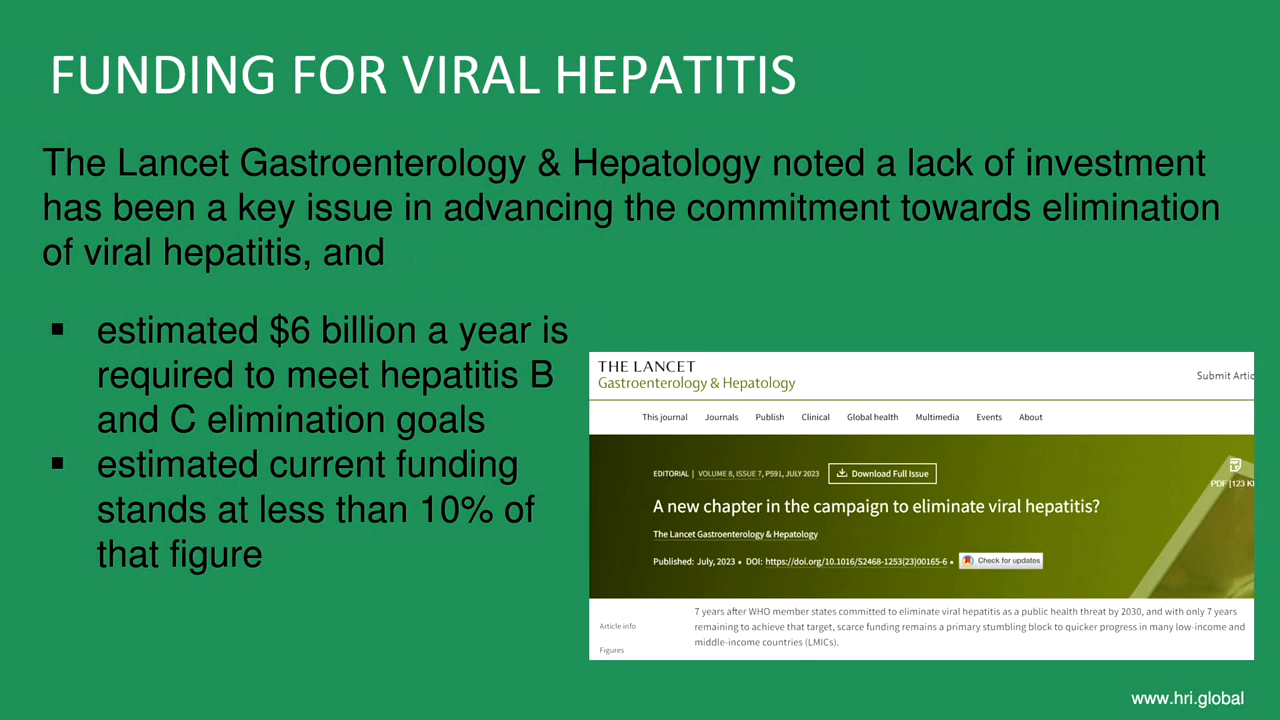 FUNDING FOR VIRAL HEPATITIS
The Lancet Gastroenterology & Hepatology noted a lack of investment
has been a key issue in advancing the commitment towards elimination
of viral hepatitis, and
▪ estimated $6 billion a year is
required to meet hepatitis B
and C elimination goals
▪ estimated current funding
stands at less than 10% of
that figure
THE LANCET
Gastroenterology & Hepatology
Submit Artic
This journal Journals Publish Clinical Global health Multimedia Events About
EDITORIAL | VOLUME 8, ISSUE 7, P591, JULY 2023 Download Full Issue
PDF [123 K
A new chapter in the campaign to eliminate viral hepatitis?
The Lancet Gastroenterology & Hepatology
Published: July, 2023 • DOI: https://doi.org/10.1016/S2468-1253(23)00165-6 • Check for updates
Article info
Figures
7 years after WHO member states committed to eliminate viral hepatitis as a public health threat by 2030, and with only 7 years
remaining to achieve that target, scarce funding remains a primary stumbling block to quicker progress in many low-income and
middle-income countries (LMICs).
www.hri.global